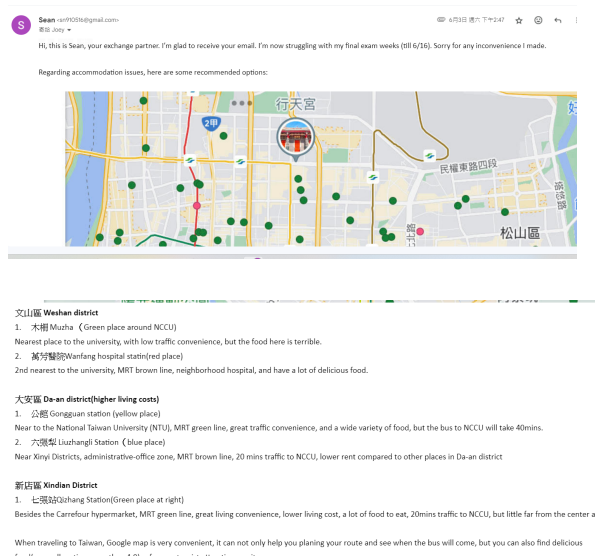 S
Sean <sn910516@gmail.com>
6月3日 週六 下午2:47
寄給 Joey
Hi, this is Sean, your exchange partner. I'm glad to receive your email. I'm now struggling with my final exam weeks (till 6/16). Sorry for any inconvenience I made.
Regarding accommodation issues, here are some recommended options:
行天宮
2甲
民權東路四段
塔悠路
松山區
文山區 Weshan district
1. 木柵 Muzha（Green place around NCCU)
Nearest place to the university, with low traffic convenience, but the food here is terrible.
2. 萬芳醫院Wanfang hospital statin(red place)
2nd nearest to the university, MRT brown line, neighborhood hospital, and have a lot of delicious food.
大安區 Da-an district(higher living costs)
1. 公館 Gongguan station (yellow place)
Near to the National Taiwan University (NTU), MRT green line, great traffic convenience, and a wide variety of food, but the bus to NCCU will take 40mins.
2. 六張犁 Liuzhangli Station（blue place)
Near Xinyi Districts, administrative-office zone, MRT brown line, 20 mins traffic to NCCU, lower rent compared to other places in Da-an district
新店區 Xindian District
1. 七張站Qizhang Station(Green place at right)
Besides the Carrefour hypermarket, MRT green line, great living convenience, lower living cost, a lot of food to eat, 20mins traffic to NCCU, but little far from the center a
When traveling to Taiwan, Google map is very convenient, it can not only help you planing your route and see when the bus will come, but you can also find delicious